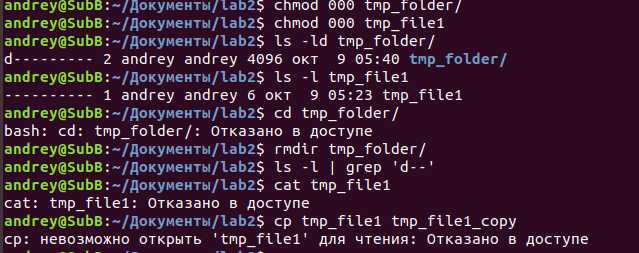 andrey@SubB:~/Документы/lab2$ chmod 000 tmp_folder/
andrey@SubB:~/Документы/lab2$ chmod 000 tmp_file1
andrey@SubB:~/Документы/lab2$ ls -ld tmp_folder/
d--------- 2 andrey andrey 4096 окт  9 05:40 tmp_folder/
andrey@SubB:~/Документы/lab2$ ls -l tmp_file1
---------- 1 andrey andrey 6 окт  9 05:23 tmp_file1
andrey@SubB:~/Документы/lab2$ cd tmp_folder/
bash: cd: tmp_folder/: Отказано в доступе
andrey@SubB:~/Документы/lab2$ rmdir tmp_folder/
andrey@SubB:~/Документы/lab2$ ls -l | grep 'd--'
andrey@SubB:~/Документы/lab2$ cat tmp_file1
cat: tmp_file1: Отказано в доступе
andrey@SubB:~/Документы/lab2$ cp tmp_file1 tmp_file1_copy
cp: невозможно открыть 'tmp_file1' для чтения: Отказано в доступе